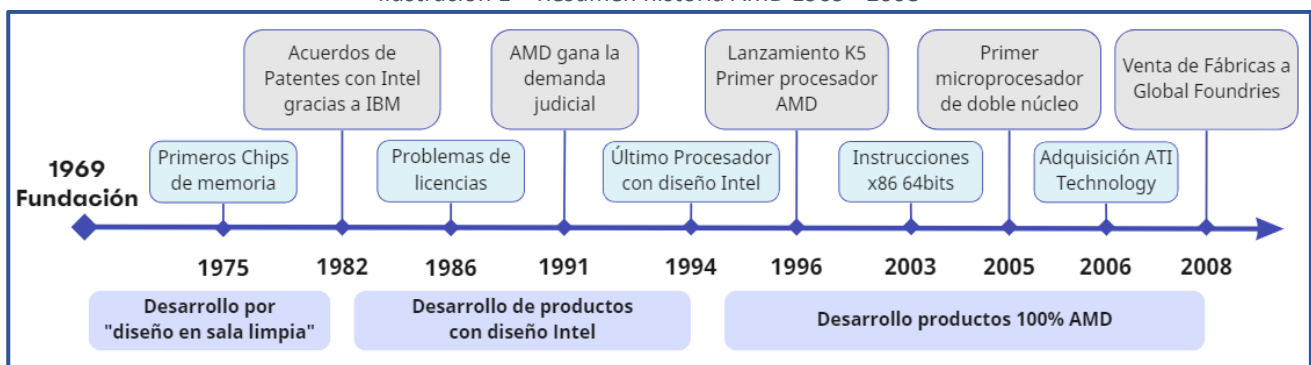 Acuerdos de
Patentes con Intel
gracias a IBM
AMD gana la
demanda
judicial
Lanzamiento K5
Primer procesador
AMD
Primer
microprocesador
de doble núcleo
Venta de Fábricas a
Global Foundries
1969
Fundación
Primeros Chips
de memoria
Problemas de
licencias
Último Procesador
con diseño Intel
Instrucciones
x86 64bits
Adquisición ATI
Technology
1975
1982
1986
1991
1994
1996
2003
2005
2006
2008
Desarrollo por
"diseño en sala limpia"
Desarrollo de productos
con diseño Intel
Desarrollo productos 100% AMD